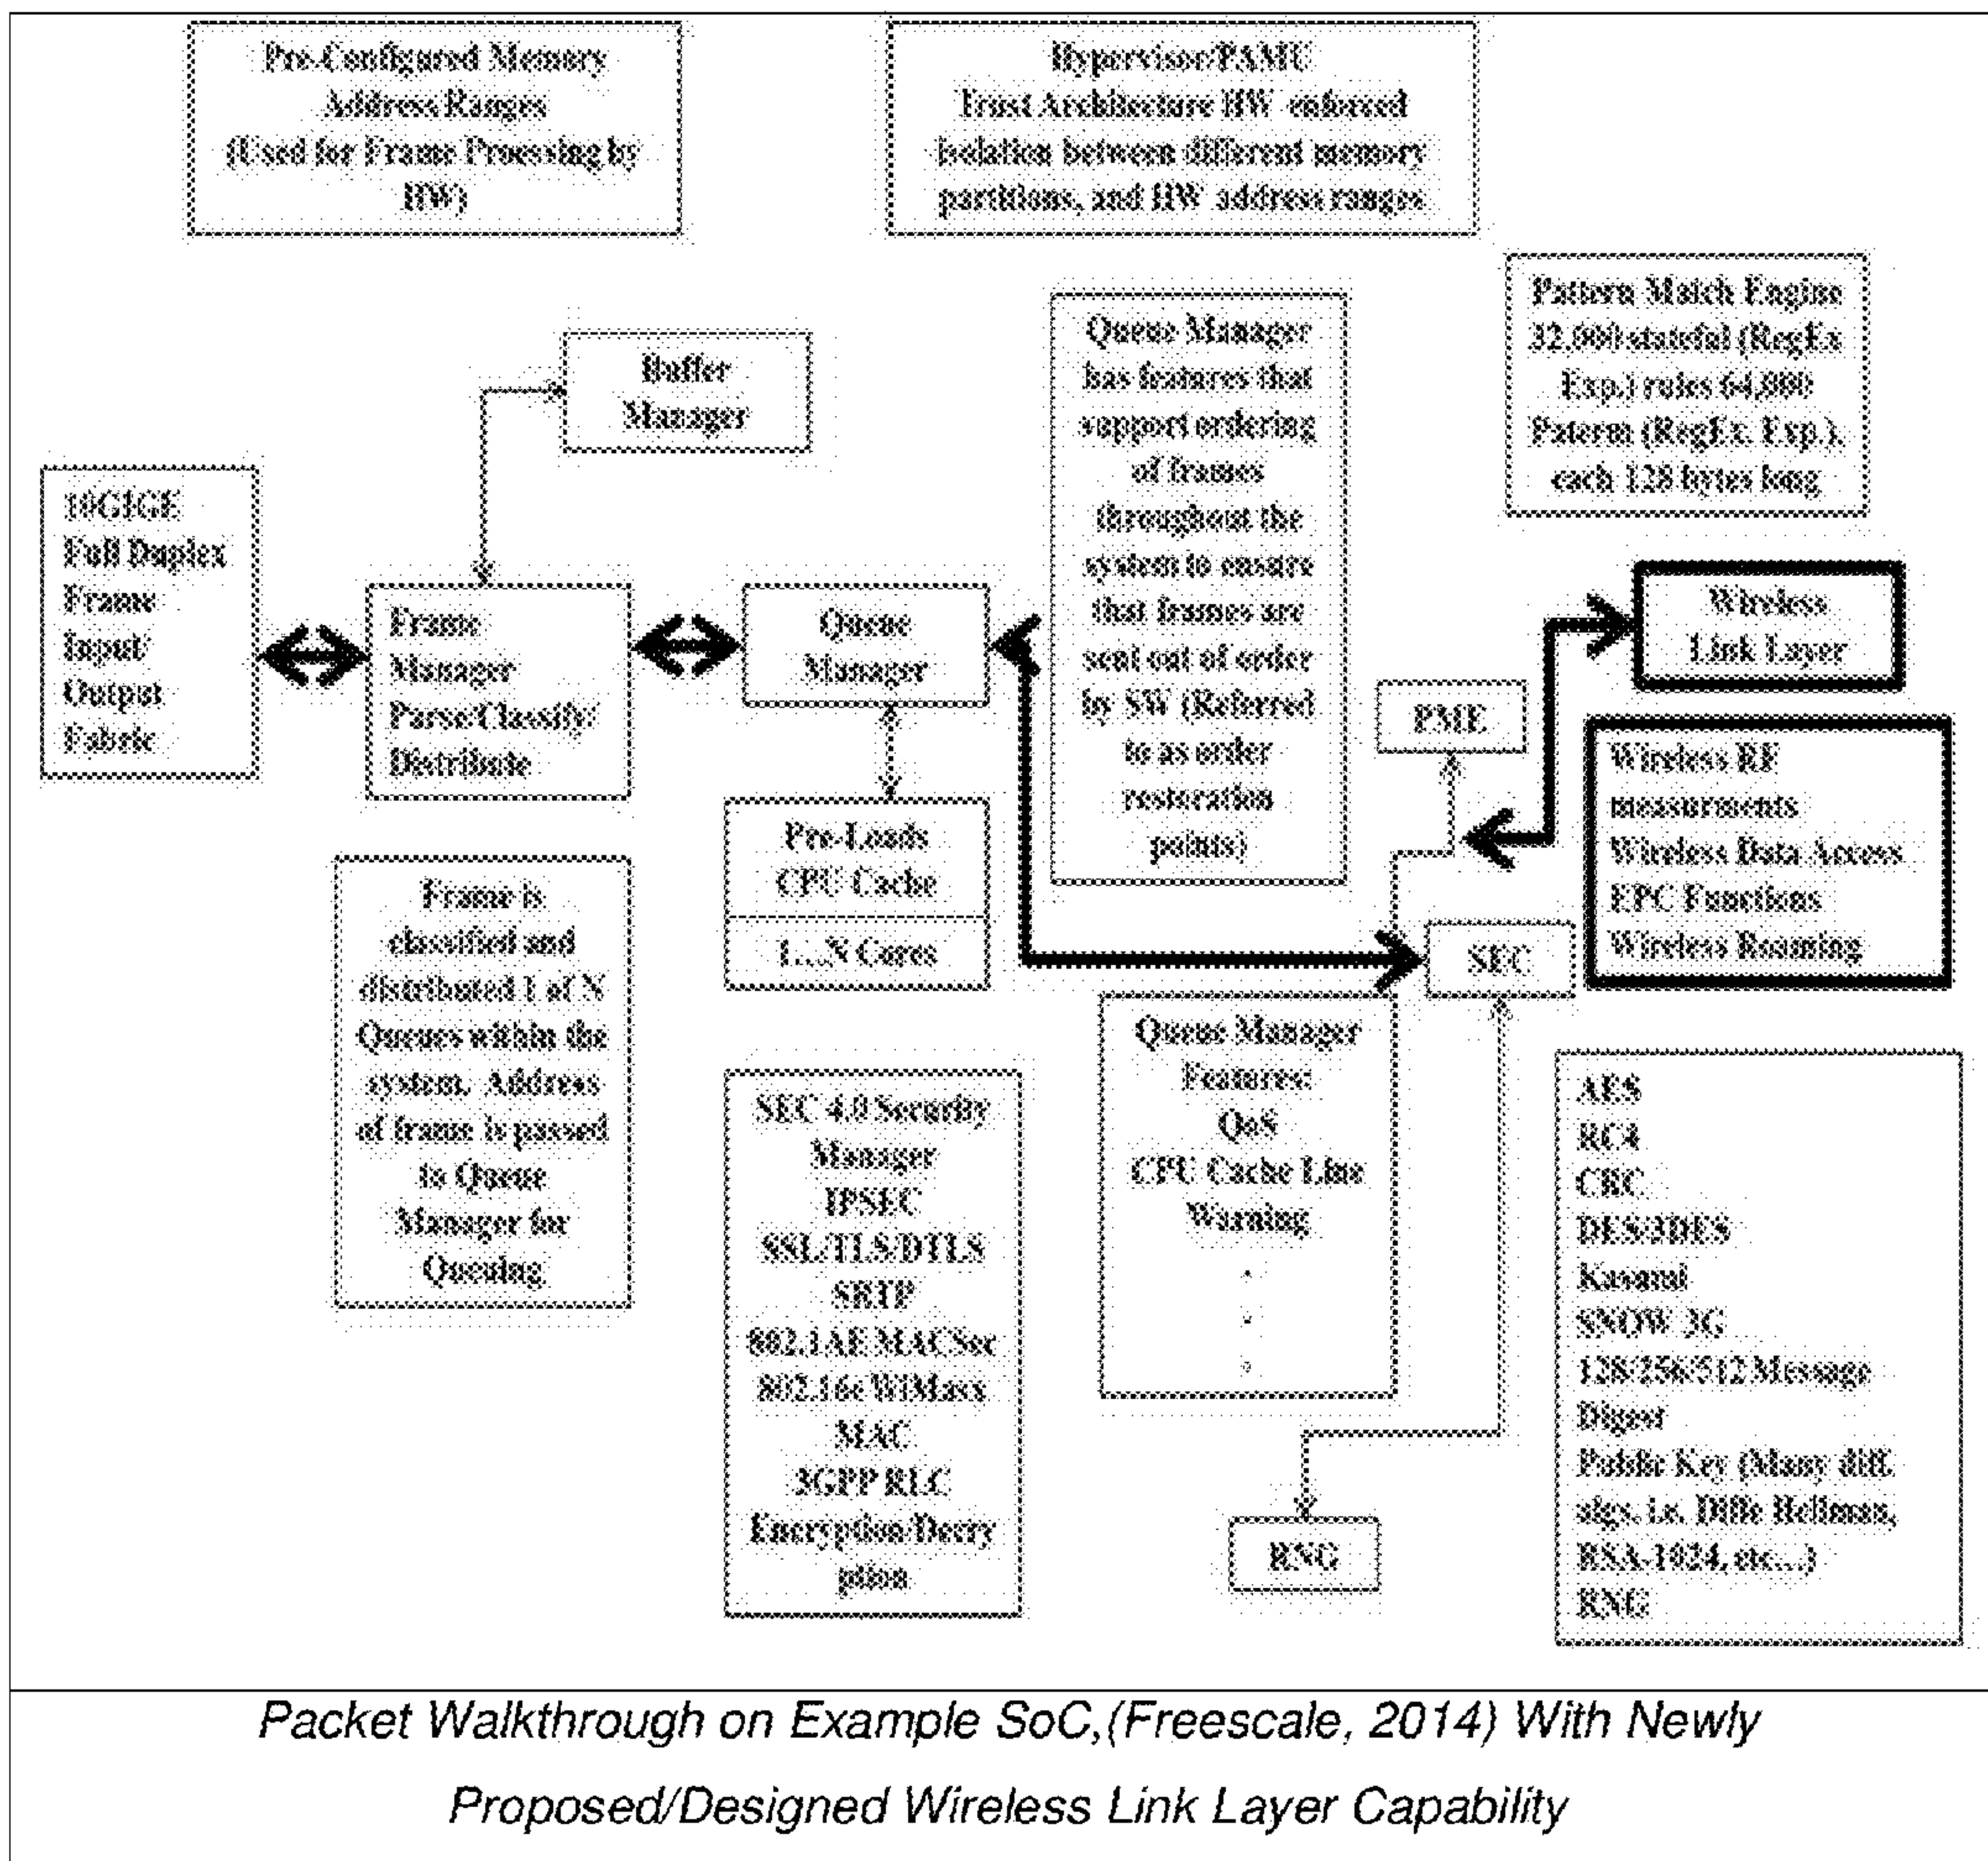 Pre-Configured Memory
Address Ranges
(Used for Frame Processing by
HW)
Hypervisor/PAMU
Trust Architecture HW enforced
isolation between different memory
partitions, and HW address ranges
Pattern Match Engine
32,000 stateful (RegEx
Exp.) rules 64,000
Paterm (RegEx. Exp.),
each 128 bytes long
Buffer
Manager
Queue Manager
has features that
support ordering
of frames
throughout the
system to ensure
that frames are
sent out of order
by SW (Referred
to as order
restoration
points)
10GIGE
Full Duplex
Frame
Input/
Output
Fabric
Frame
Manager
Parse/Classify/
Distribute
Queue
Manager
Wireless
Link Layer
PME
Wireless RF
measurments
Wireless Data Access
EPC Functions
Wireless Roaming
Pre-Loads
CPU Cache
1…N Cores
Frame is
classified and
distributed 1 of N
Queues within the
system. Address
of frame is passed
to Queue
Manager for
Queuing
SEC
Queue Manager
Features:
QoS
CPU Cache Line
Warning
.
.
.
SEC 4.0 Security
Manager
IPSEC
SSL/TLS/DTLS
SRTP
802.1AE MACSec
802.16e WiMaxx
MAC
3GPP RLC
Encryption/Decry
ption
RNG
AES
RC4
CRC
DES/3DES
Kasumi
SNOW 3G
128/256/512 Message
Digest
Public Key (Many diff.
algs. i.e. Diffie Hellman,
RSA-1024, etc…)
RNG
Packet Walkthrough on Example SoC,(Freescale, 2014) With Newly
Proposed/Designed Wireless Link Layer Capability